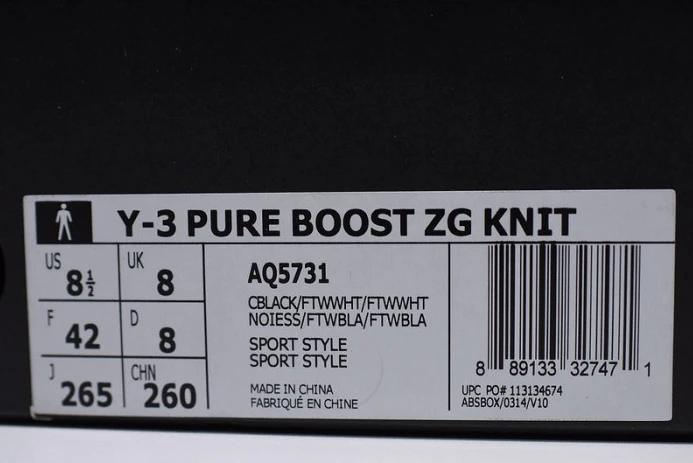 Y-3 PURE BOOST ZG KNIT
US 8½ UK 8
F 42 D 8
J 265 CHN 260
AQ5731
CBLACK/FTWWHT/FTWWHT
NOIESS/FTWBLA/FTWBLA
SPORT STYLE
SPORT STYLE
MADE IN CHINA
FABRIQUÉ EN CHINE
8 89133 32747 1
UPC PO# 113134674
ABSBOX/0314/V10